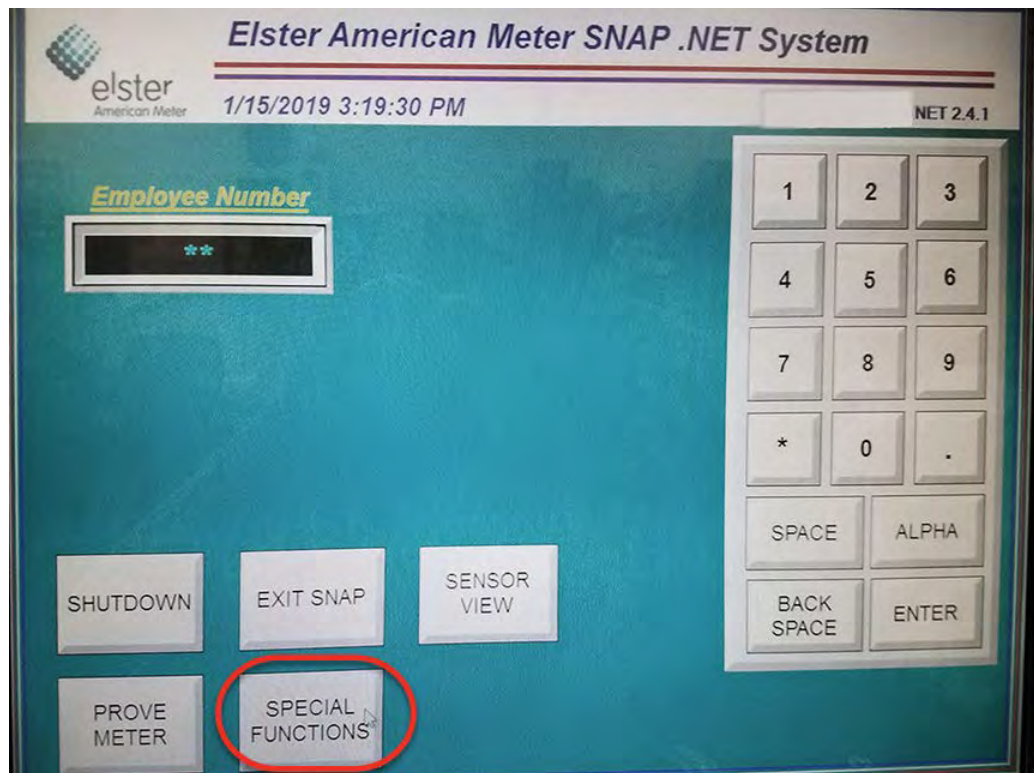 Elster American Meter SNAP .NET System
elster
American Meter
1/15/2019 3:19:30 PM
NET 2.4.1
Employee Number
**
1 2 3
4 5 6
7 8 9
* 0 .
SPACE ALPHA
BACK
SPACE
ENTER
SHUTDOWN
EXIT SNAP
SENSOR
VIEW
PROVE
METER
SPECIAL
FUNCTIONS